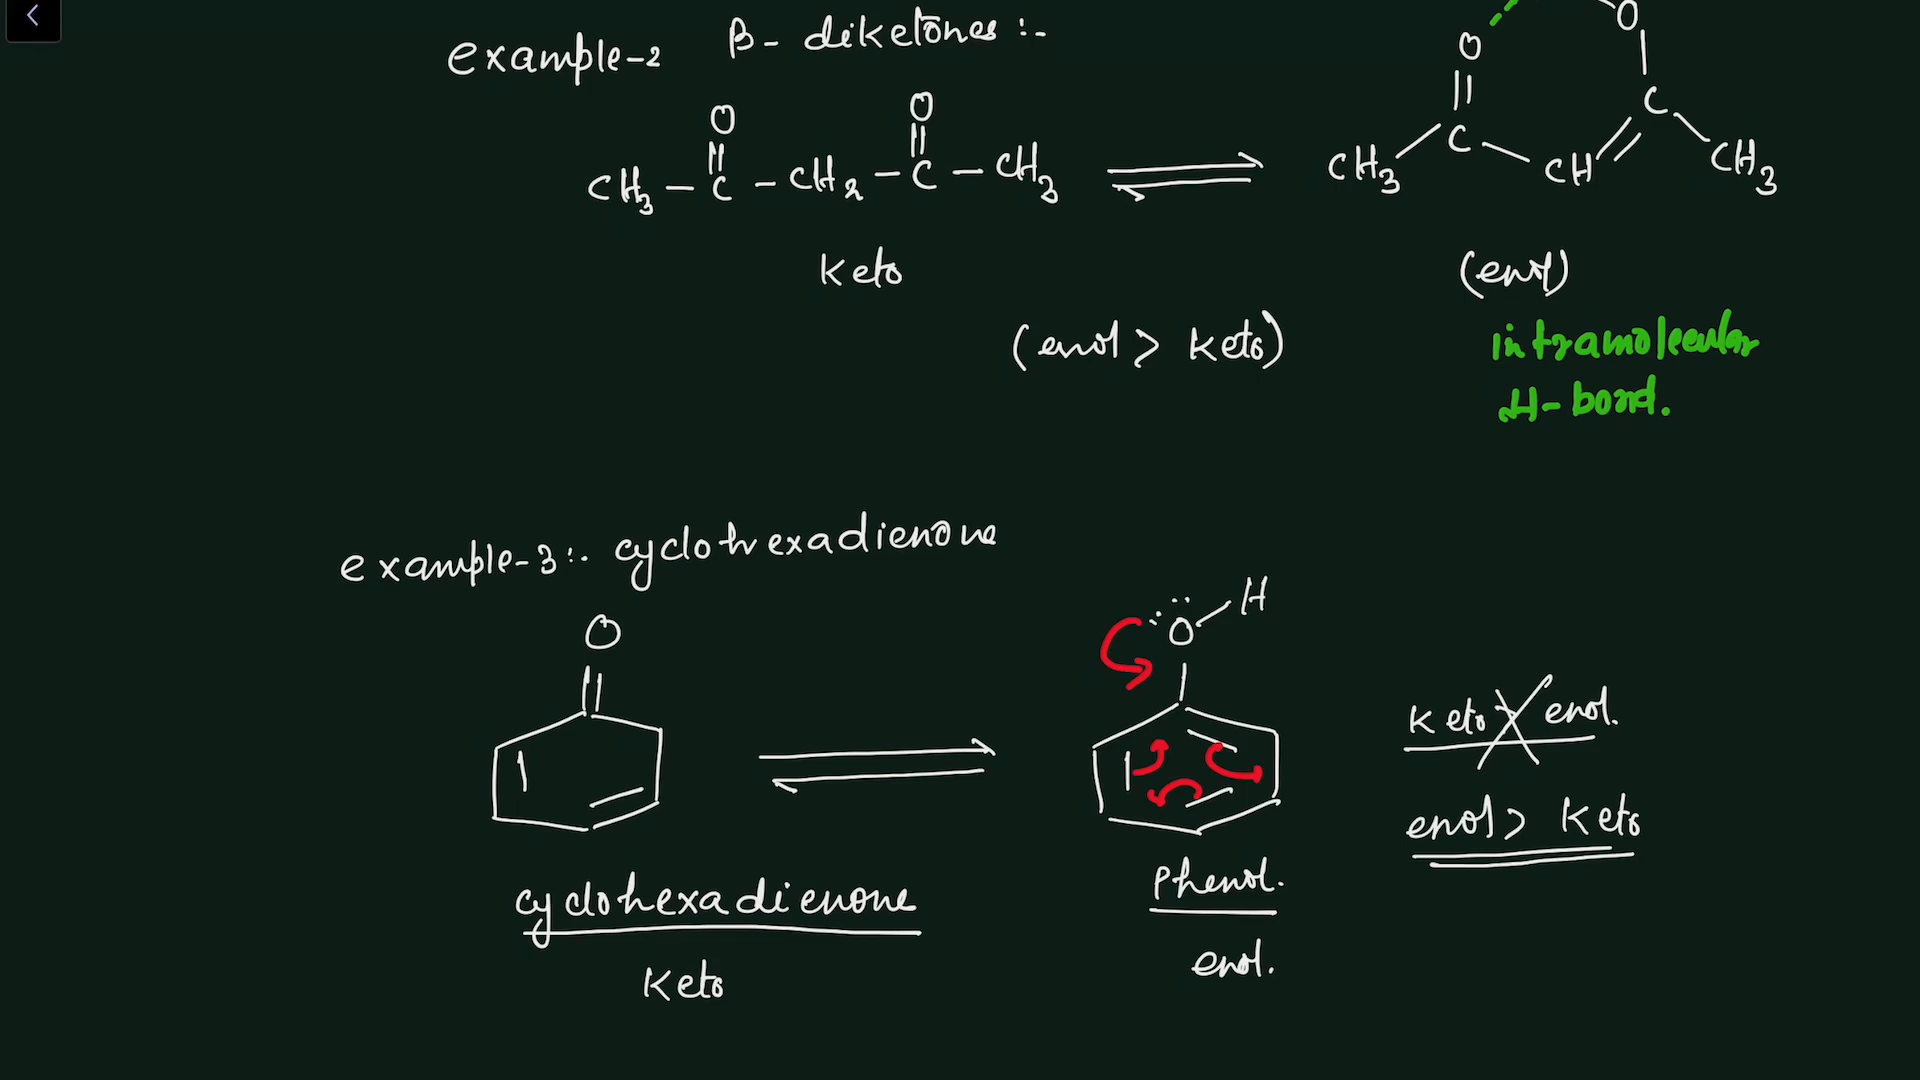 example-2 β- diketones :-
O O O O
CH3 - C - CH2 - C - CH3 ⇌ CH3 C CH C CH3
Keto (enol)
(enol > Keto) intramolecular
H-bond.
example-3 :- cyclohexadienone
O :Ö H
Keto > enol.
enol > Keto
cyclohexadienone Phenol.
Keto enol.